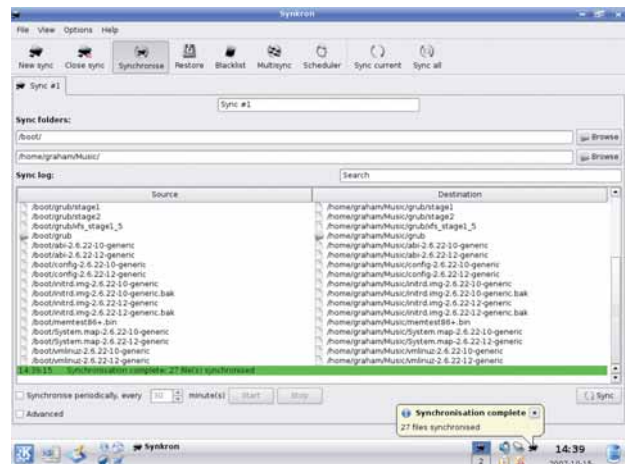 Synkron
File View Options Help
New sync Close sync Synchronise Restore Blacklist Multisync Scheduler Sync current Sync all
Sync #1
Sync #1
Sync folders:
/boot/ Browse
/home/graham/Music/ Browse
Sync log: Search
Source Destination
/boot/grub/stage1 /home/graham/Music/grub/stage1
/boot/grub/stage2 /home/graham/Music/grub/stage2
/boot/grub/xfs_stage1_5 /home/graham/Music/grub/xfs_stage1_5
/boot/grub /home/graham/Music/grub
/boot/abi-2.6.22-10-generic /home/graham/Music/abi-2.6.22-10-generic
/boot/abi-2.6.22-12-generic /home/graham/Music/abi-2.6.22-12-generic
/boot/config-2.6.22-10-generic /home/graham/Music/config-2.6.22-10-generic
/boot/config-2.6.22-12-generic /home/graham/Music/config-2.6.22-12-generic
/boot/initrd.img-2.6.22-10-generic /home/graham/Music/initrd.img-2.6.22-10-generic
/boot/initrd.img-2.6.22-10-generic.bak /home/graham/Music/initrd.img-2.6.22-10-generic.bak
/boot/initrd.img-2.6.22-12-generic /home/graham/Music/initrd.img-2.6.22-12-generic
/boot/initrd.img-2.6.22-12-generic.bak /home/graham/Music/initrd.img-2.6.22-12-generic.bak
/boot/memtest86+.bin /home/graham/Music/memtest86+.bin
/boot/System.map-2.6.22-10-generic /home/graham/Music/System.map-2.6.22-10-generic
/boot/System.map-2.6.22-12-generic /home/graham/Music/System.map-2.6.22-12-generic
/boot/vmlinuz-2.6.22-10-generic /home/graham/Music/vmlinuz-2.6.22-10-generic
/boot/vmlinuz-2.6.22-12-generic /home/graham/Music/vmlinuz-2.6.22-12-generic
14:39:15 Synchronisation complete: 27 file(s) synchronised
Synchronise periodically, every 10 minute(s) Start Stop Sync
Advanced
Synchronisation complete
27 files synchronised
Synkron 14:39
2 2007-10-15